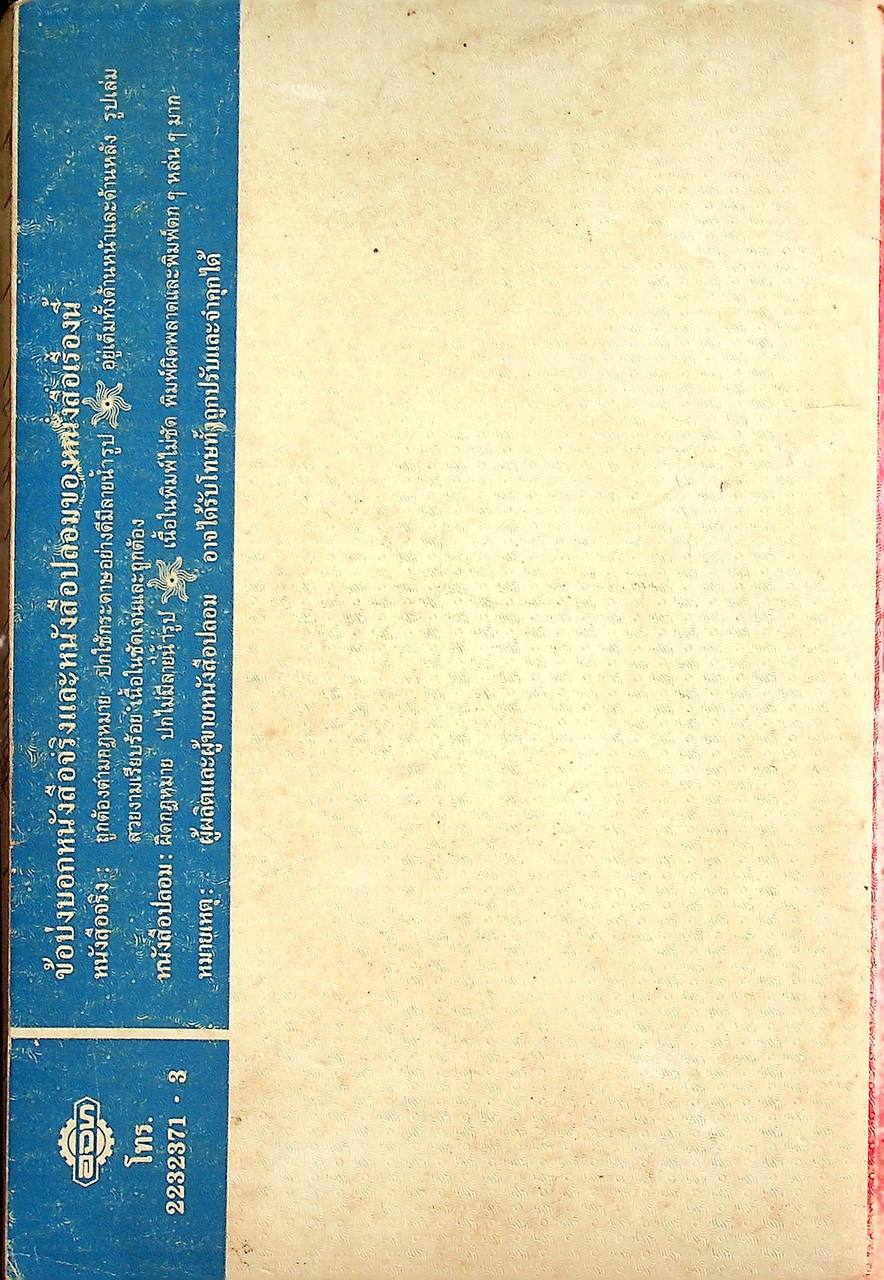 ข้อบ่งบอกหนังสือจริงและหนังสือปลอมของหนังสือเรื่องนี้
หนังสือจริง : ถูกต้องตามกฎหมาย ปกใช้กระดาษอย่างดีมีลายน้ำรูป อยู่เต็มทั้งด้านหน้าและด้านหลัง รูปเล่ม
สวยงามเรียบร้อย เนื้อในชัดเจนและถูกต้อง
หนังสือปลอม : ผิดกฎหมาย ปกไม่มีลายน้ำรูป เนื้อในพิมพ์ไม่ชัด พิมพ์ผิดพลาดและพิมพ์ตก ๆ หล่น ๆ มาก
หมายเหตุ : ผู้ผลิตและผู้ขายหนังสือปลอม อาจได้รับโทษทั้งถูกปรับและจำคุกได้
อวท
โทร.
2232371 - 3